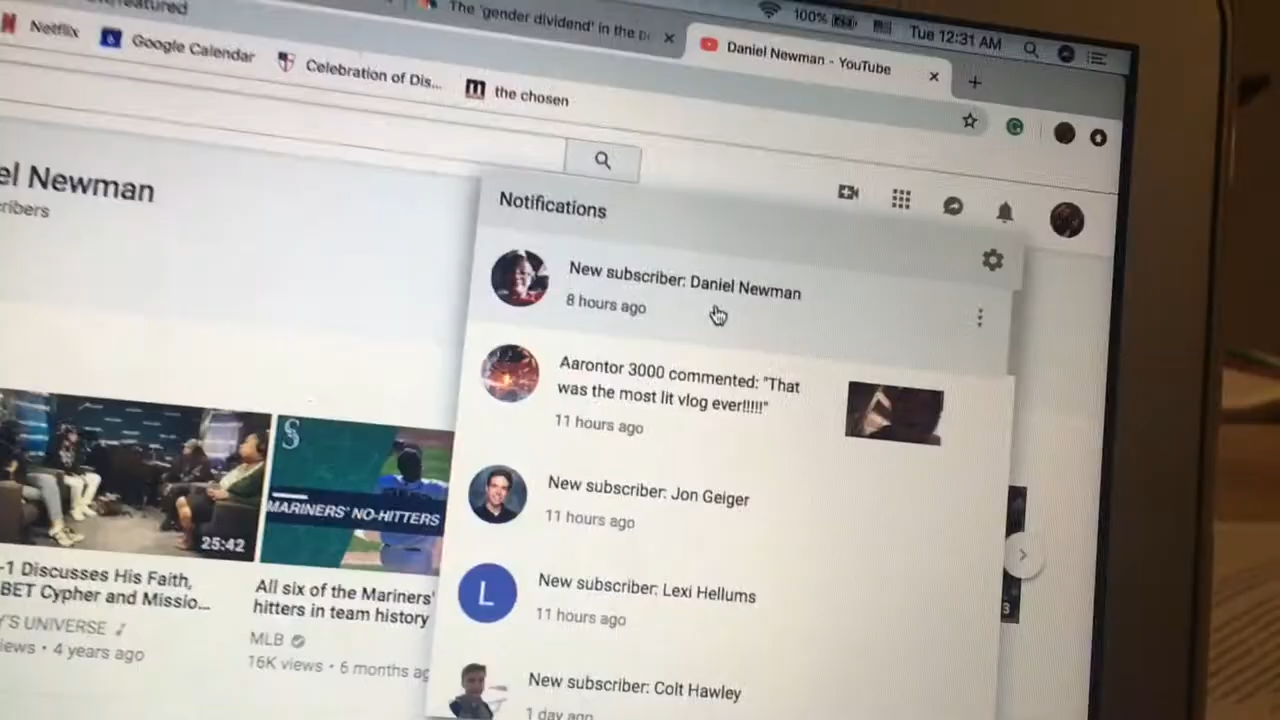 featured
The 'gender dividend' in the
100%
Tue 12:31 AM
Netflix
Google Calendar
Celebration of Dis...
the chosen
Daniel Newman - YouTube
el Newman
ribers
Notifications
New subscriber: Daniel Newman
8 hours ago
Aarontor 3000 commented: "That
was the most lit vlog ever!!!!!"
11 hours ago
New subscriber: Jon Geiger
11 hours ago
L
New subscriber: Lexi Hellums
11 hours ago
New subscriber: Colt Hawley
1 day ago
25:42
-1 Discusses His Faith,
BET Cypher and Missio...
Y'S UNIVERSE
iews • 4 years ago
S
MARINERS' NO-HITTERS
All six of the Mariners'
hitters in team history
MLB
16K views • 6 months ag
3